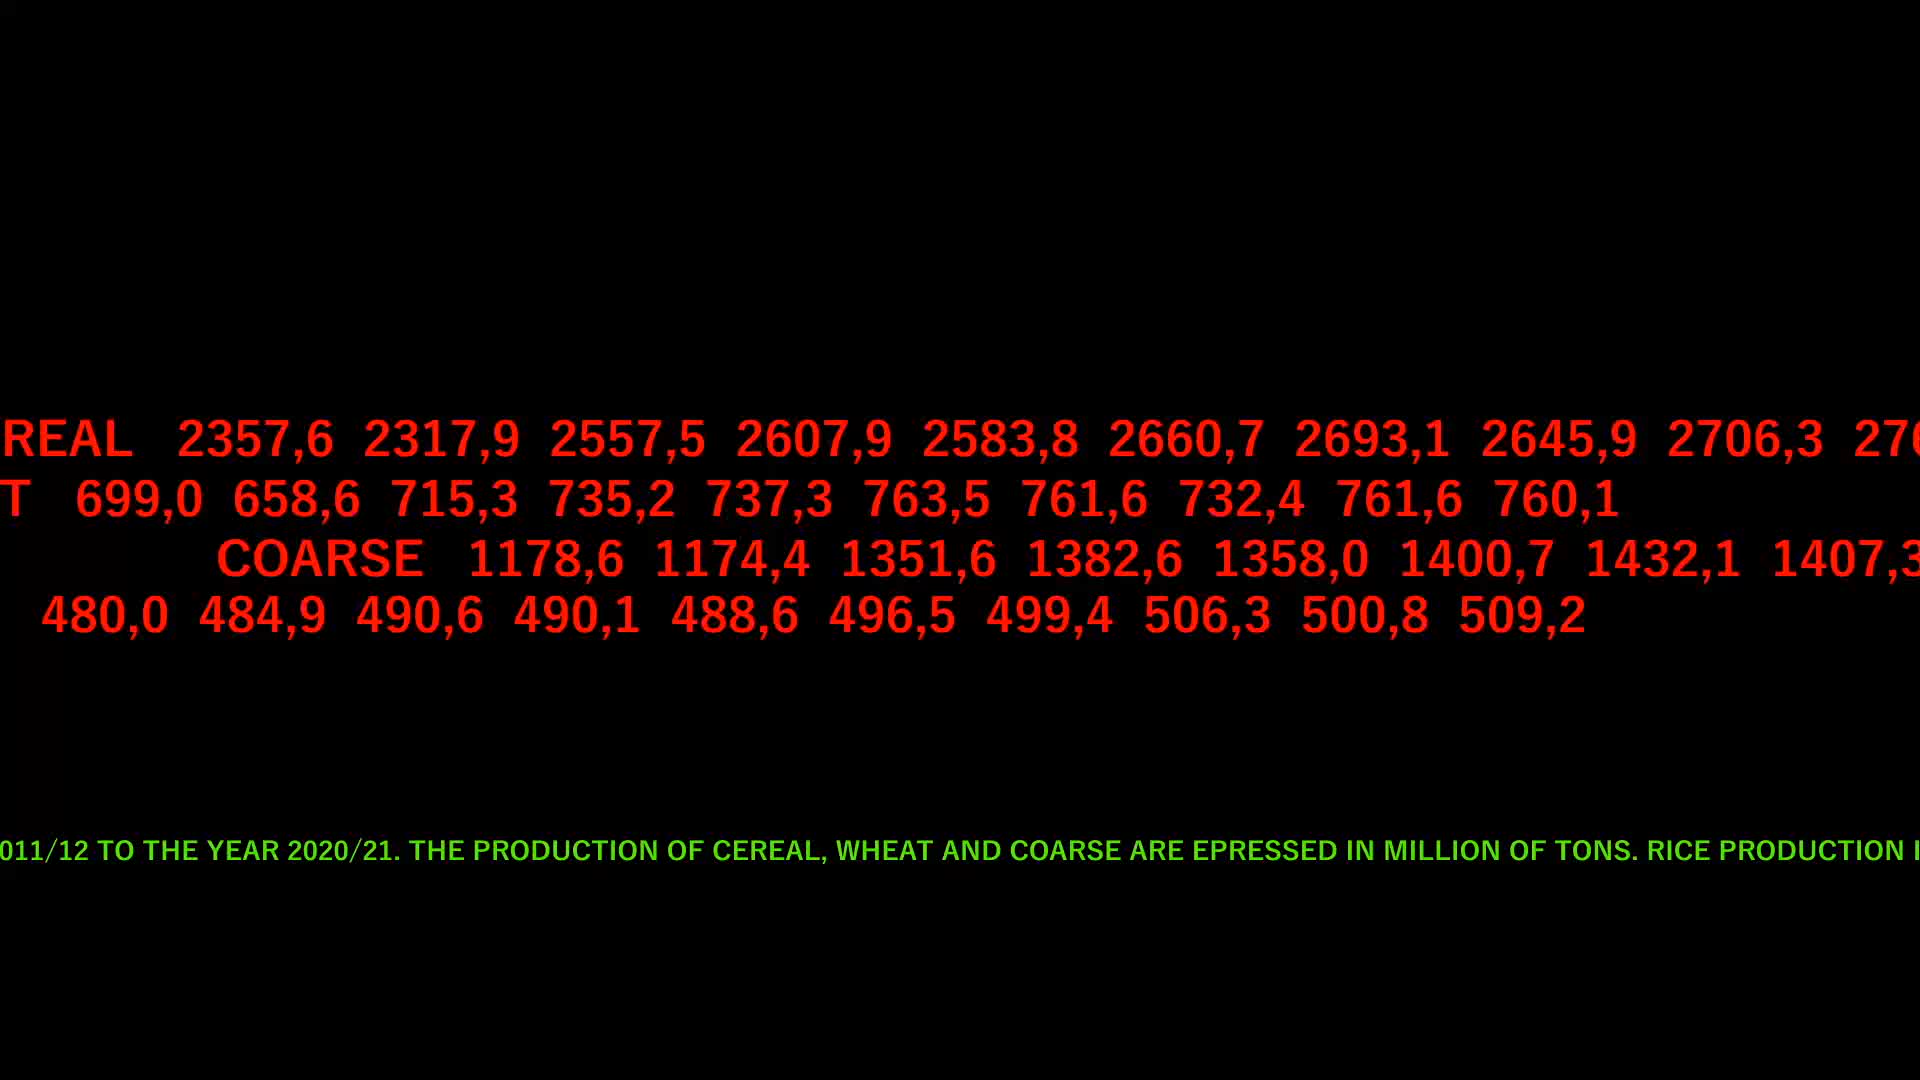 REAL 2357,6 2317,9 2557,5 2607,9 2583,8 2660,7 2693,1 2645,9 2706,3 276
T 699,0 658,6 715,3 735,2 737,3 763,5 761,6 732,4 761,6 760,1
COARSE 1178,6 1174,4 1351,6 1382,6 1358,0 1400,7 1432,1 1407,3
480,0 484,9 490,6 490,1 488,6 496,5 499,4 506,3 500,8 509,2
011/12 TO THE YEAR 2020/21. THE PRODUCTION OF CEREAL, WHEAT AND COARSE ARE EPRESSED IN MILLION OF TONS. RICE PRODUCTION I